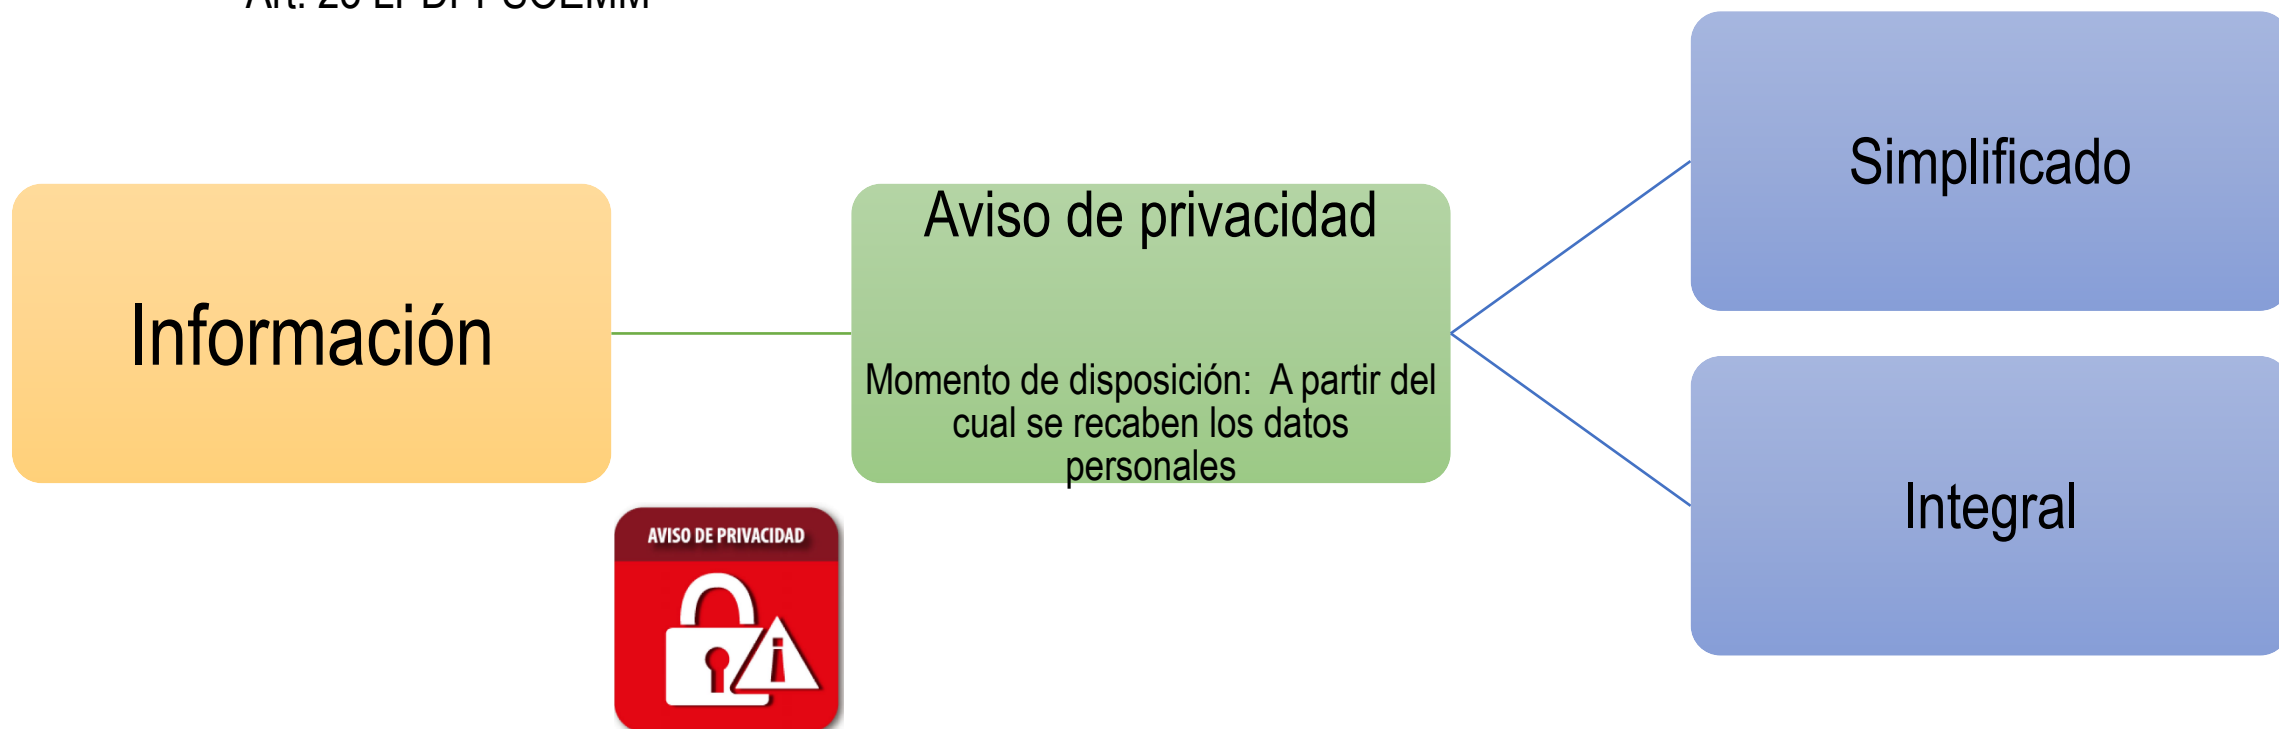 Simplificado
Información
Aviso de privacidad
Momento de disposición: A partir del
cual se recaben los datos
personales
Integral
AVISO DE PRIVACIDAD